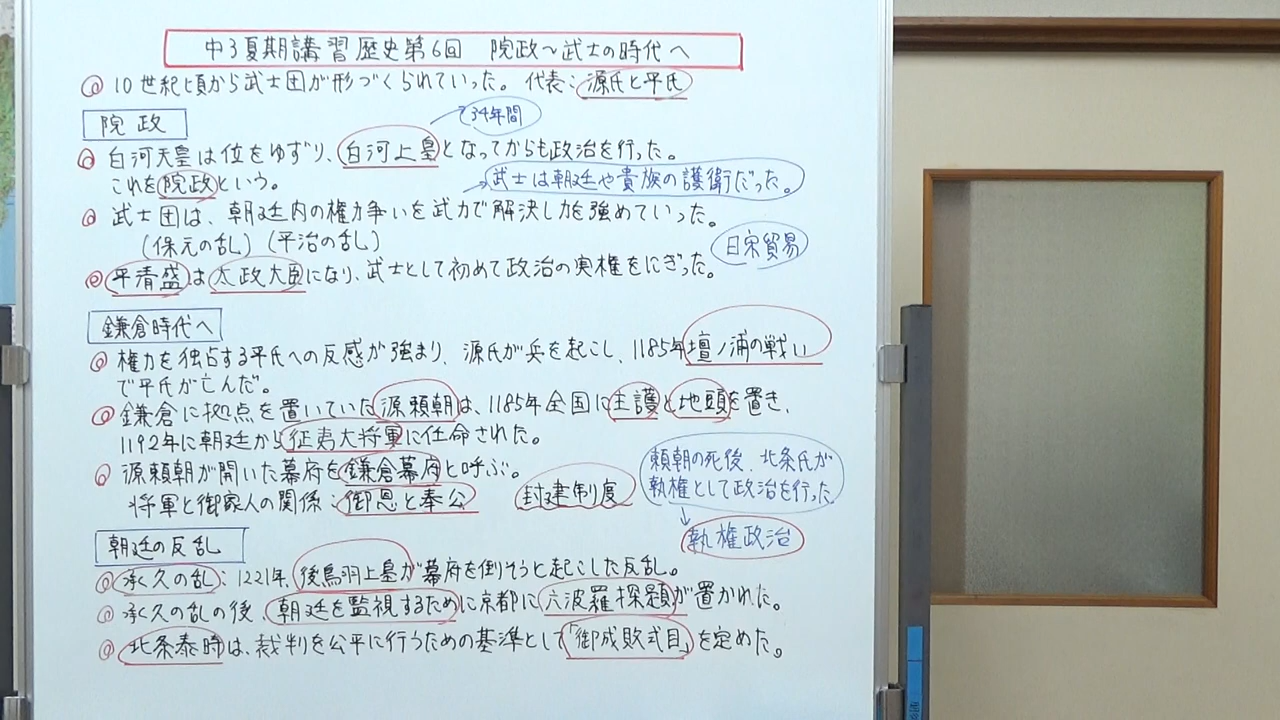 中3夏期講習歴史第6回 院政～武士の時代へ
◎ 10世紀頃から武士団が形づくられていった。 代表：源氏と平氏
院政
34年間
◎ 白河天皇は位をゆずり、白河上皇となってからも政治を行った。
これを院政という。
武士は朝廷や貴族の護衛だった。
◎ 武士団は、朝廷内の権力争いを武力で解決し力を強めていった。
(保元の乱) (平治の乱)
日宋貿易
◎ 平清盛は太政大臣になり、武士として初めて政治の実権をにぎった。
鎌倉時代へ
◎ 権力を独占する平氏への反感が強まり、源氏が兵を起こし、1185年壇ノ浦の戦い
で平氏が亡んだ。
◎ 鎌倉に拠点を置いていた源頼朝は、1185年全国に主護と地頭を置き、
1192年に朝廷から征夷大将軍に任命された。
◎ 源頼朝が開いた幕府を鎌倉幕府と呼ぶ。
将軍と御家人の関係：御恩と奉公 封建制度
頼朝の死後、北条氏が
執権として政治を行った
↓
執権政治
朝廷の反乱
◎ 承久の乱：1221年、後鳥羽上皇が幕府を倒そうと起こした反乱。
◎ 承久の乱の後、朝廷を監視するために京都に六波羅探題が置かれた。
◎ 北条泰時は、裁判を公平に行うための基準として「御成敗式目」を定めた。